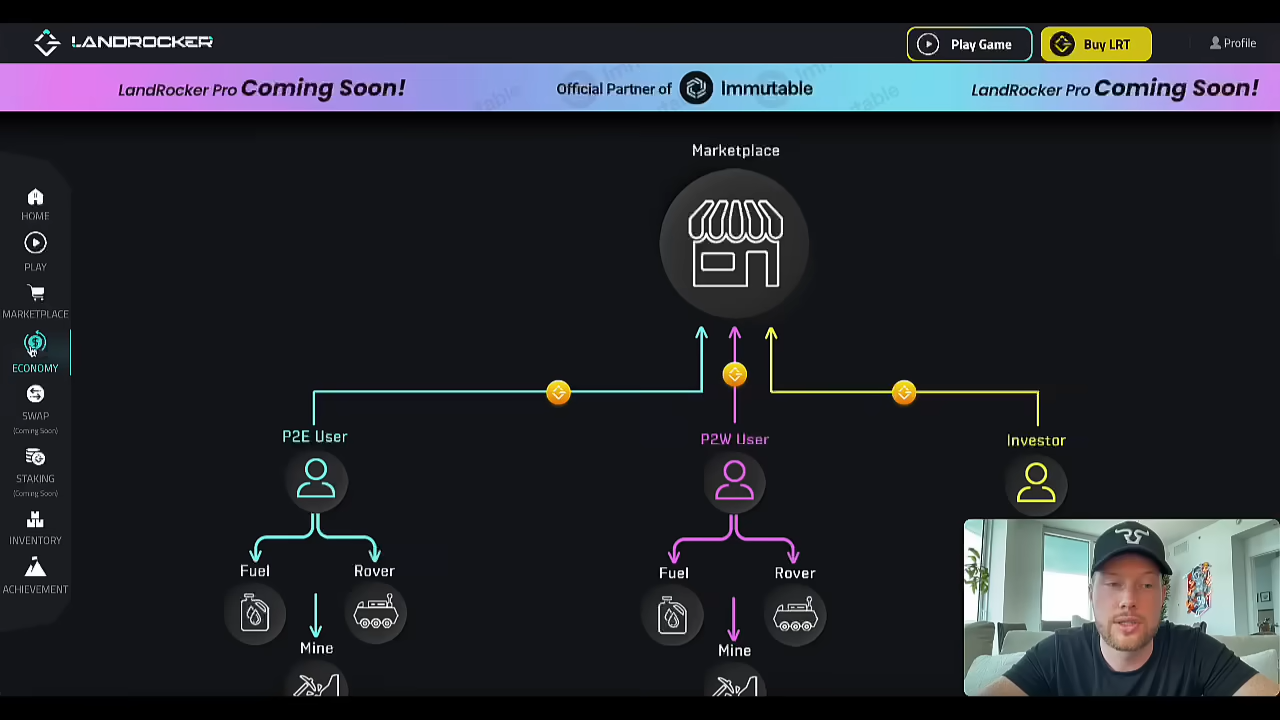 LANDROCKER
Play Game
Buy LRT
Profile
LandRocker Pro Coming Soon!
Official Partner of Immutable
LandRocker Pro Coming Soon!
HOME
PLAY
MARKETPLACE
ECONOMY
SWAP
(Coming Soon)
STAKING
(Coming Soon)
INVENTORY
ACHIEVEMENT
Marketplace
P2E User
P2W User
Investor
Fuel
Rover
Fuel
Rover
Mine
Mine